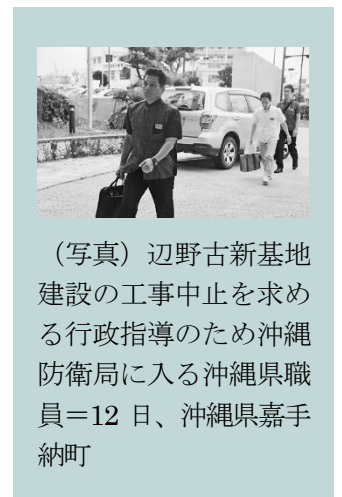 （写真）辺野古新基地
建設の工事中止を求め
る行政指導のため沖縄
防衛局に入る沖縄県職
員＝12 日、沖縄県嘉手
納町